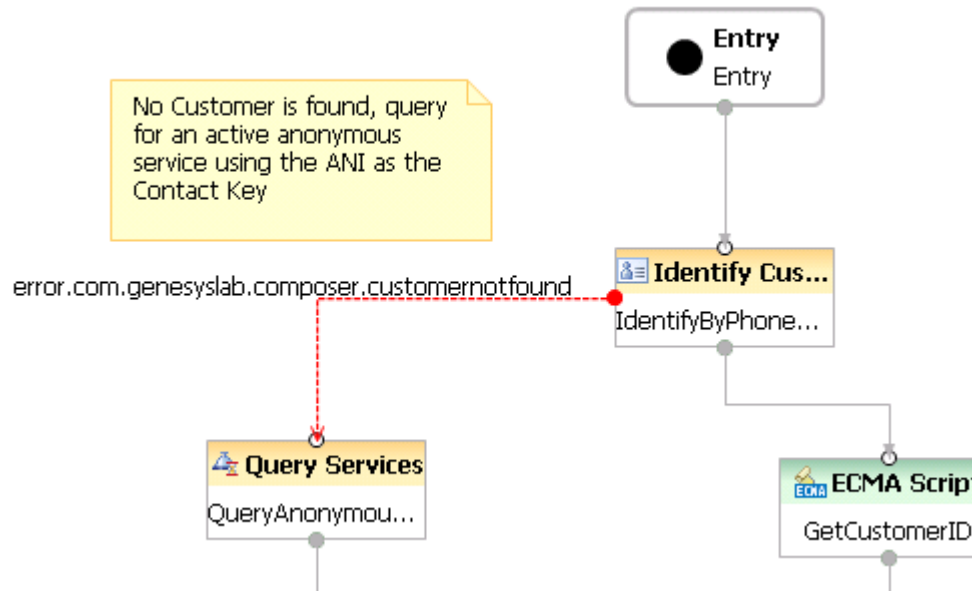 Entry
Entry
No Customer is found, query
for an active anonymous
service using the ANI as the
Contact Key
Identify Cus...
error.com.genesyslab.composer.customernotfound
IdentifyByPhone...
Query Services
QueryAnonymou...
ECMA Script
GetCustomerID